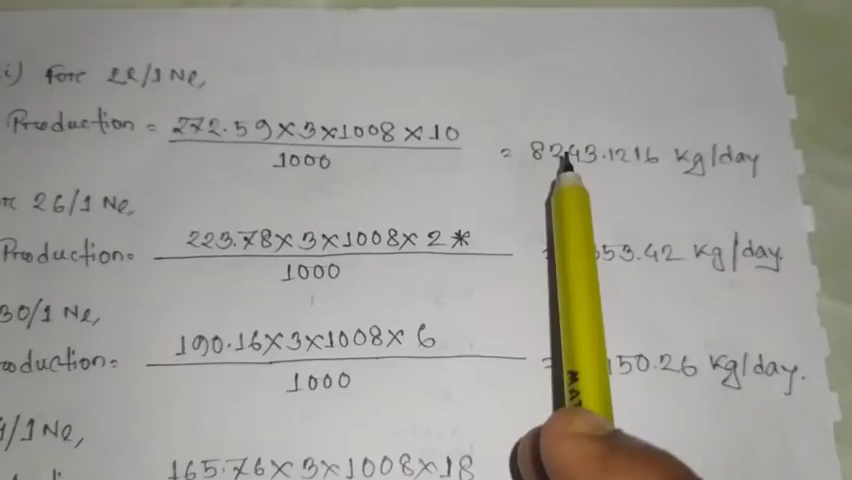 i) For 22/1 Ne,
Production = 272.59×3×1008×10 / 1000 = 8243.1216 kg/day
26/1 Ne,
Production = 223.78×3×1008×2* / 1000 = 53.42 kg/day
30/1 Ne,
oduction = 190.16×3×1008×6 / 1000 = 150.26 kg/day.
/1 Ne,
165.76×3×1008×18